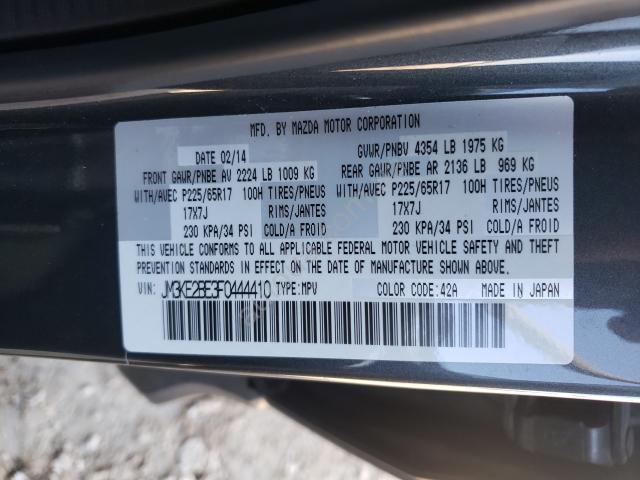 MFD. BY MAZDA MOTOR CORPORATION
DATE 02/14 GVWR/PNBV 4354 LB 1975 KG
FRONT GAWR/PNBE AV 2224 LB 1009 KG REAR GAWR/PNBE AR 2136 LB 969 KG
WITH/AVEC P225/65R17 100H TIRES/PNEUS WITH/AVEC P225/65R17 100H TIRES/PNEUS
17X7J RIMS/JANTES 17X7J RIMS/JANTES
230 KPA/34 PSI COLD/A FROID 230 KPA/34 PSI COLD/A FROID
THIS VEHICLE CONFORMS TO ALL APPLICABLE FEDERAL MOTOR VEHICLE SAFETY AND THEFT
PREVENTION STANDARDS IN EFFECT ON THE DATE OF MANUFACTURE SHOWN ABOVE.
VIN: JM3KE2BE3F0444410 TYPE:MPV COLOR CODE:42A MADE IN JAPAN